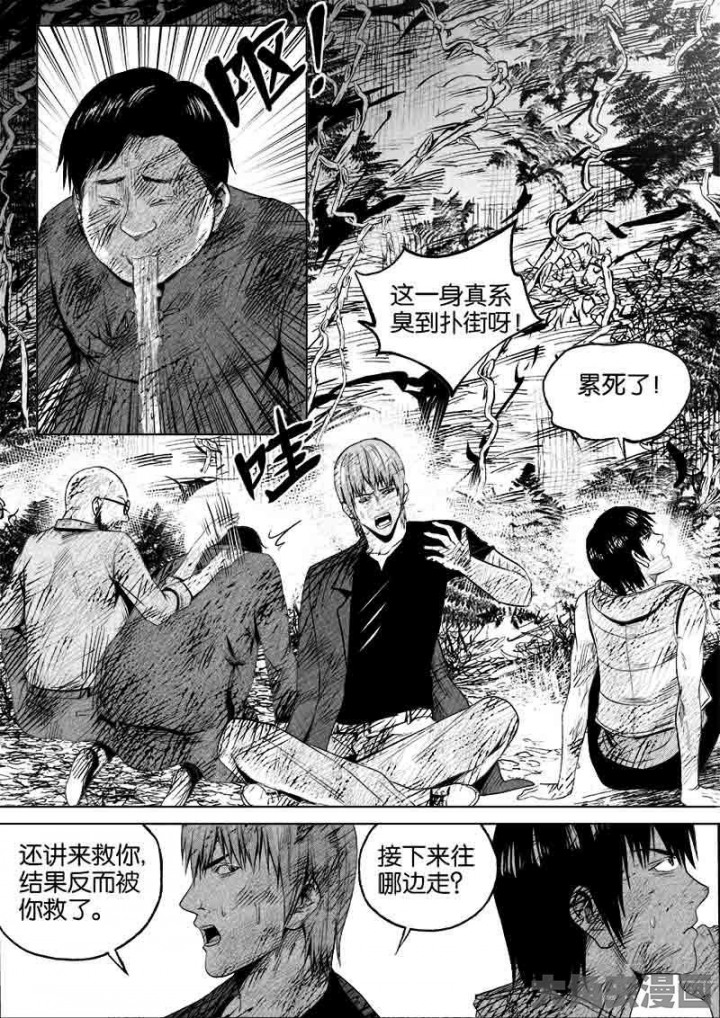 呕!
这一身真系
臭到扑街呀!
累死了!
哇
还讲来救你,
结果反而被
你救了。
接下来往
哪边走?